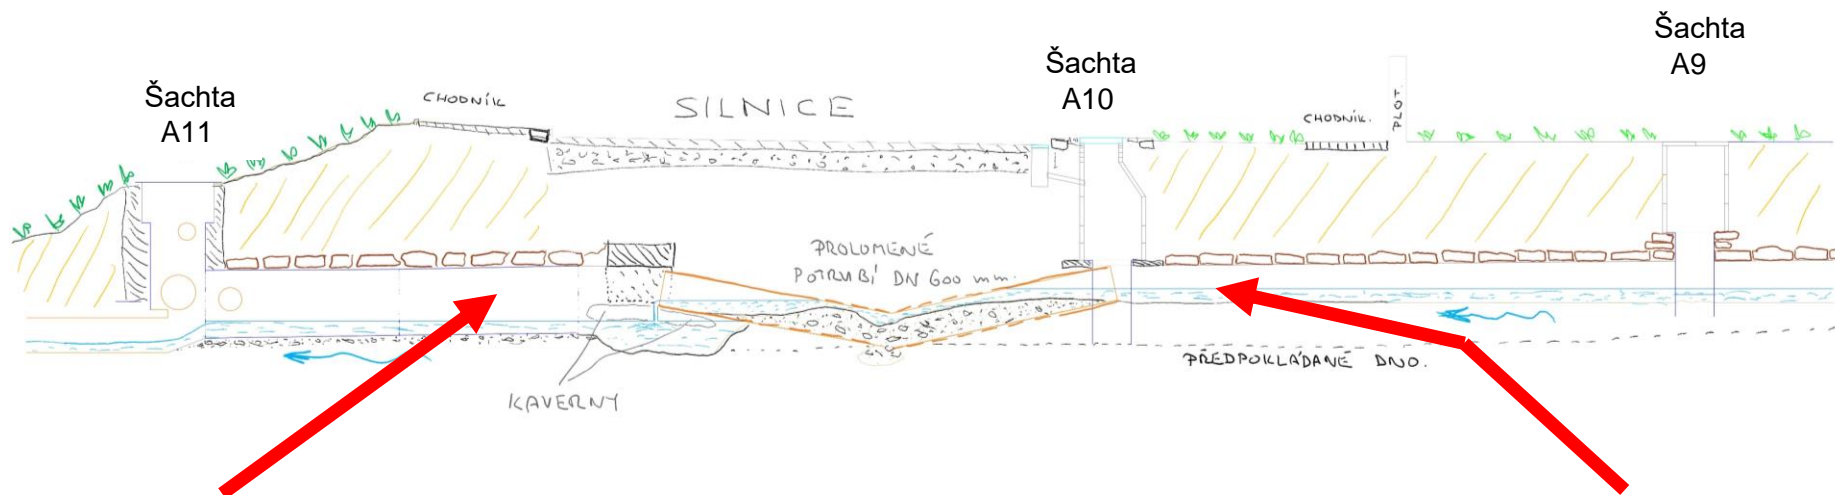 Šachta
A9
Šachta
A10
Šachta
A11
CHODNÍK
SILNICE
CHODNÍK.
PLOT.
PROLOMENÉ
POTRUBÍ DN 600 mm.
PŘEDPOKLÁDANÉ DNO.
KAVERNY